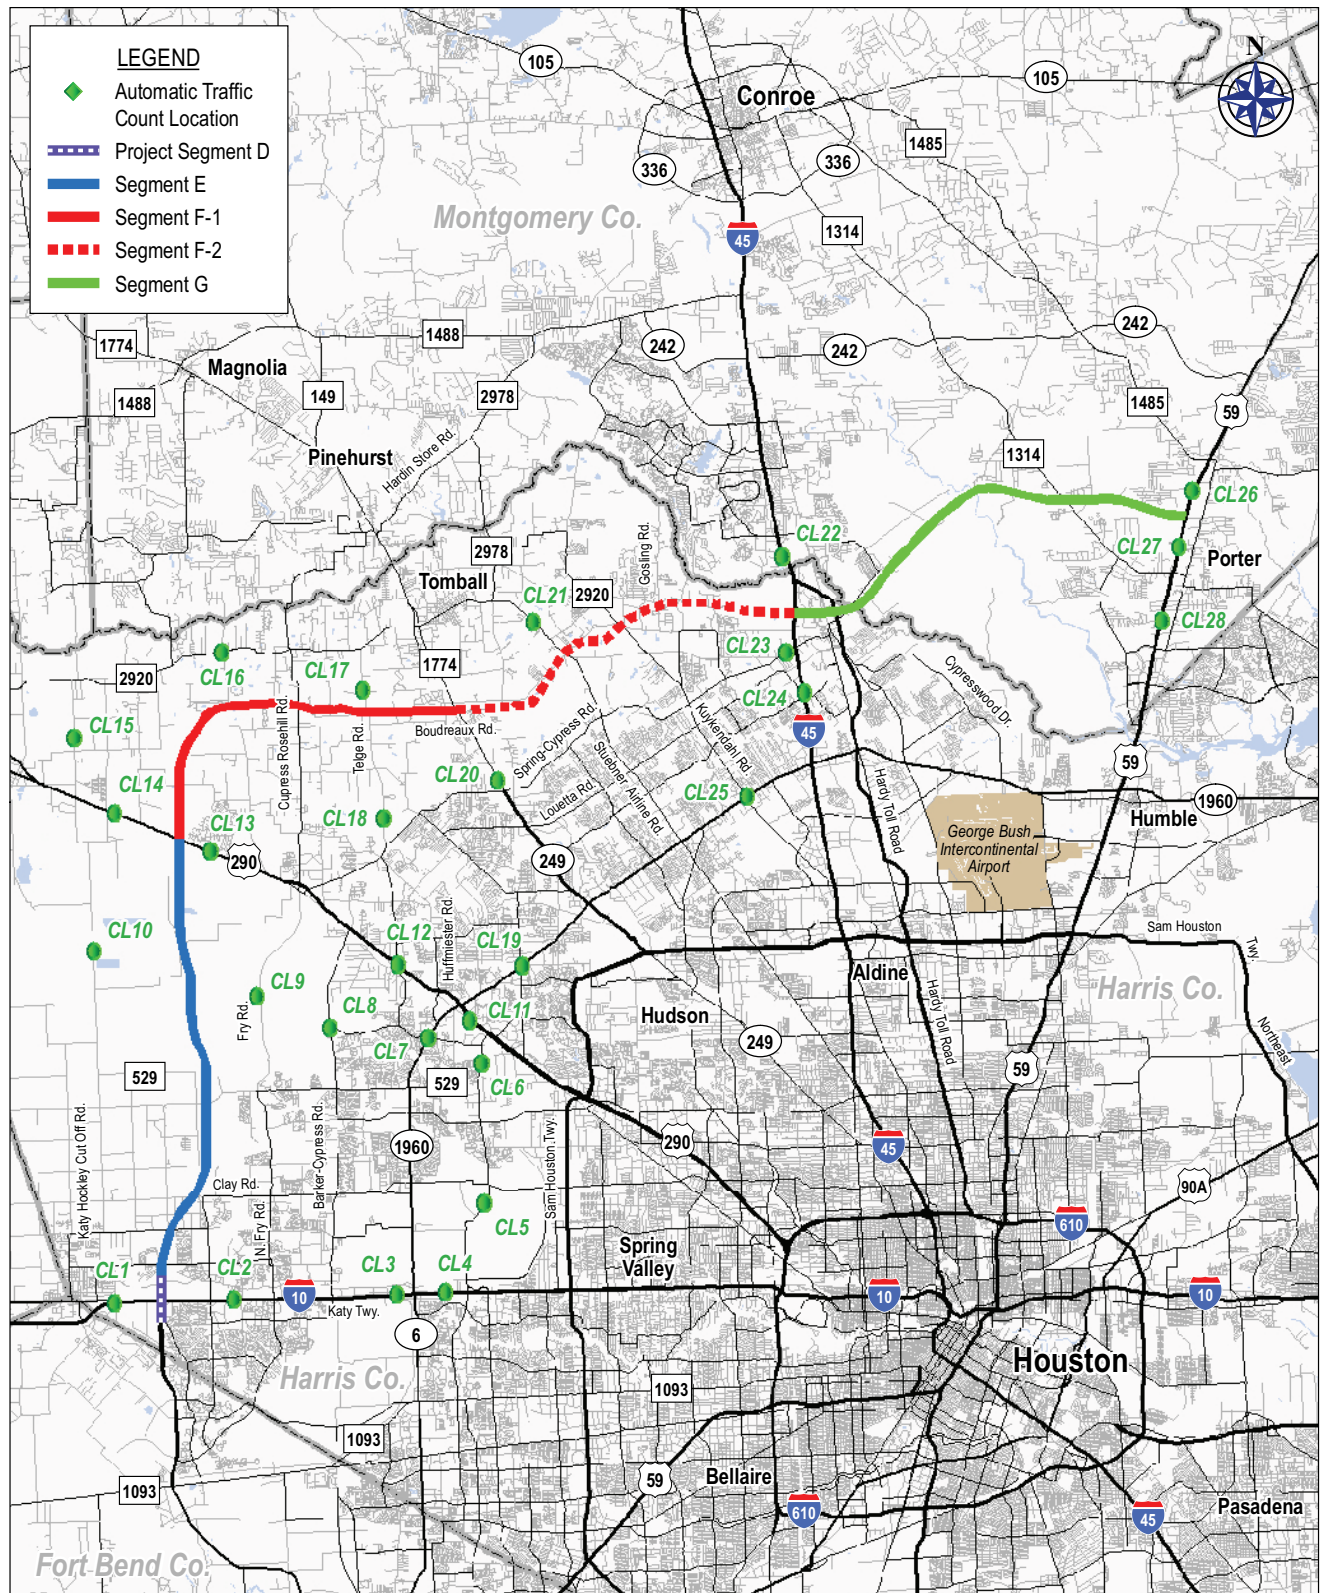 LEGEND
Automatic Traffic
Count Location
Project Segment D
Segment E
Segment F-1
Segment F-2
Segment G
N
105
105
Conroe
1485
336
336
Montgomery Co.
1314
45
1774
1488
242
242
242
Magnolia
1488
149
2978
1485
59
Pinehurst
Hardin Store Rd.
1314
CL26
2978
Gosling Rd.
CL22
CL27
Porter
Tomball
2920
CL21
CL28
CL23
1774
CL16
CL17
2920
Cypresswood Dr.
CL24
CL15
Cupress Rosehill Rd.
Telge Rd.
Boudreaux Rd.
Spring-Cypress Rd.
Kuykendahl Rd
45
59
CL14
CL20
Louetta Rd.
Stuebner Airline Rd.
CL25
Hardy Toll Road
1960
CL18
Humble
CL13
George Bush
Intercontinental
Airport
290
249
CL10
CL12
Huffmiester Rd.
CL19
Sam Houston
Twy.
Aldine
CL9
Harris Co.
Fry Rd.
CL8
CL11
Hudson
Hardy Toll Road
249
CL7
Northeast
59
529
529
CL6
Katy Hockley Cut Off Rd.
Barker-Cypress Rd.
1960
Sam Houston Twy.
290
45
Clay Rd.
90A
N. Fry Rd.
CL5
610
Spring
Valley
CL1
CL2
CL3
CL4
10
10
10
Katy Twy.
6
Houston
Harris Co.
1093
1093
1093
59
Bellaire
610
45
Pasadena
Fort Bend Co.